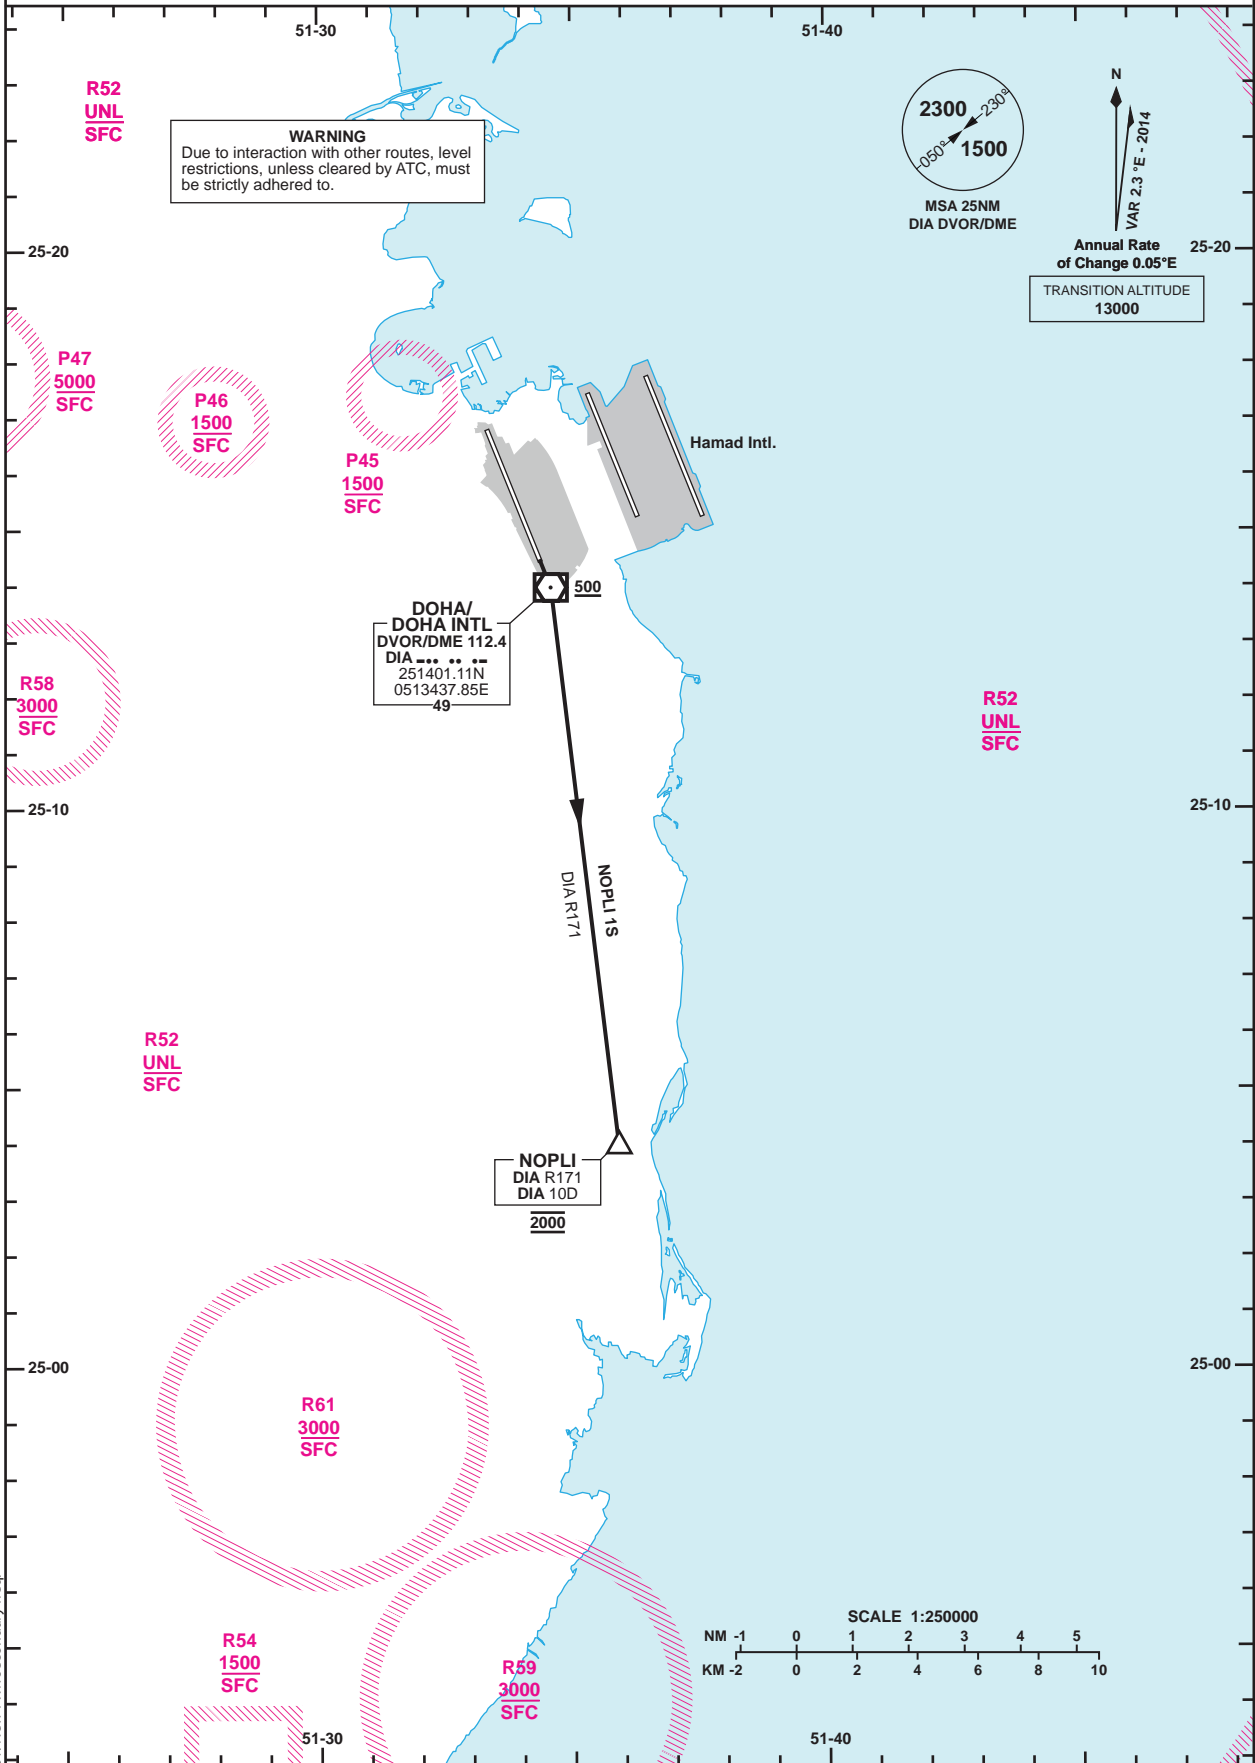 51-30
51-40
R52
UNL
SFC
WARNING
Due to interaction with other routes, level
restrictions, unless cleared by ATC, must
be strictly adhered to.
2300
230°
050°
1500
MSA 25NM
DIA DVOR/DME
N
VAR 2.3 °E - 2014
Annual Rate
of Change 0.05°E
TRANSITION ALTITUDE
13000
25-20
25-20
P47
5000
SFC
P46
1500
SFC
P45
1500
SFC
Hamad Intl.
500
DOHA/
DOHA INTL
DVOR/DME 112.4
DIA
251401.11N
0513437.85E
49
R58
3000
SFC
R52
UNL
SFC
25-10
25-10
NOPLI 1S
DIA R171
R52
UNL
SFC
NOPLI
DIA R171
DIA 10D
2000
25-00
25-00
R61
3000
SFC
R54
1500
SFC
R59
3000
SFC
SCALE 1:250000
NM -1 0 1 2 3 4 5
KM -2 0 2 4 6 8 10
51-30
51-40